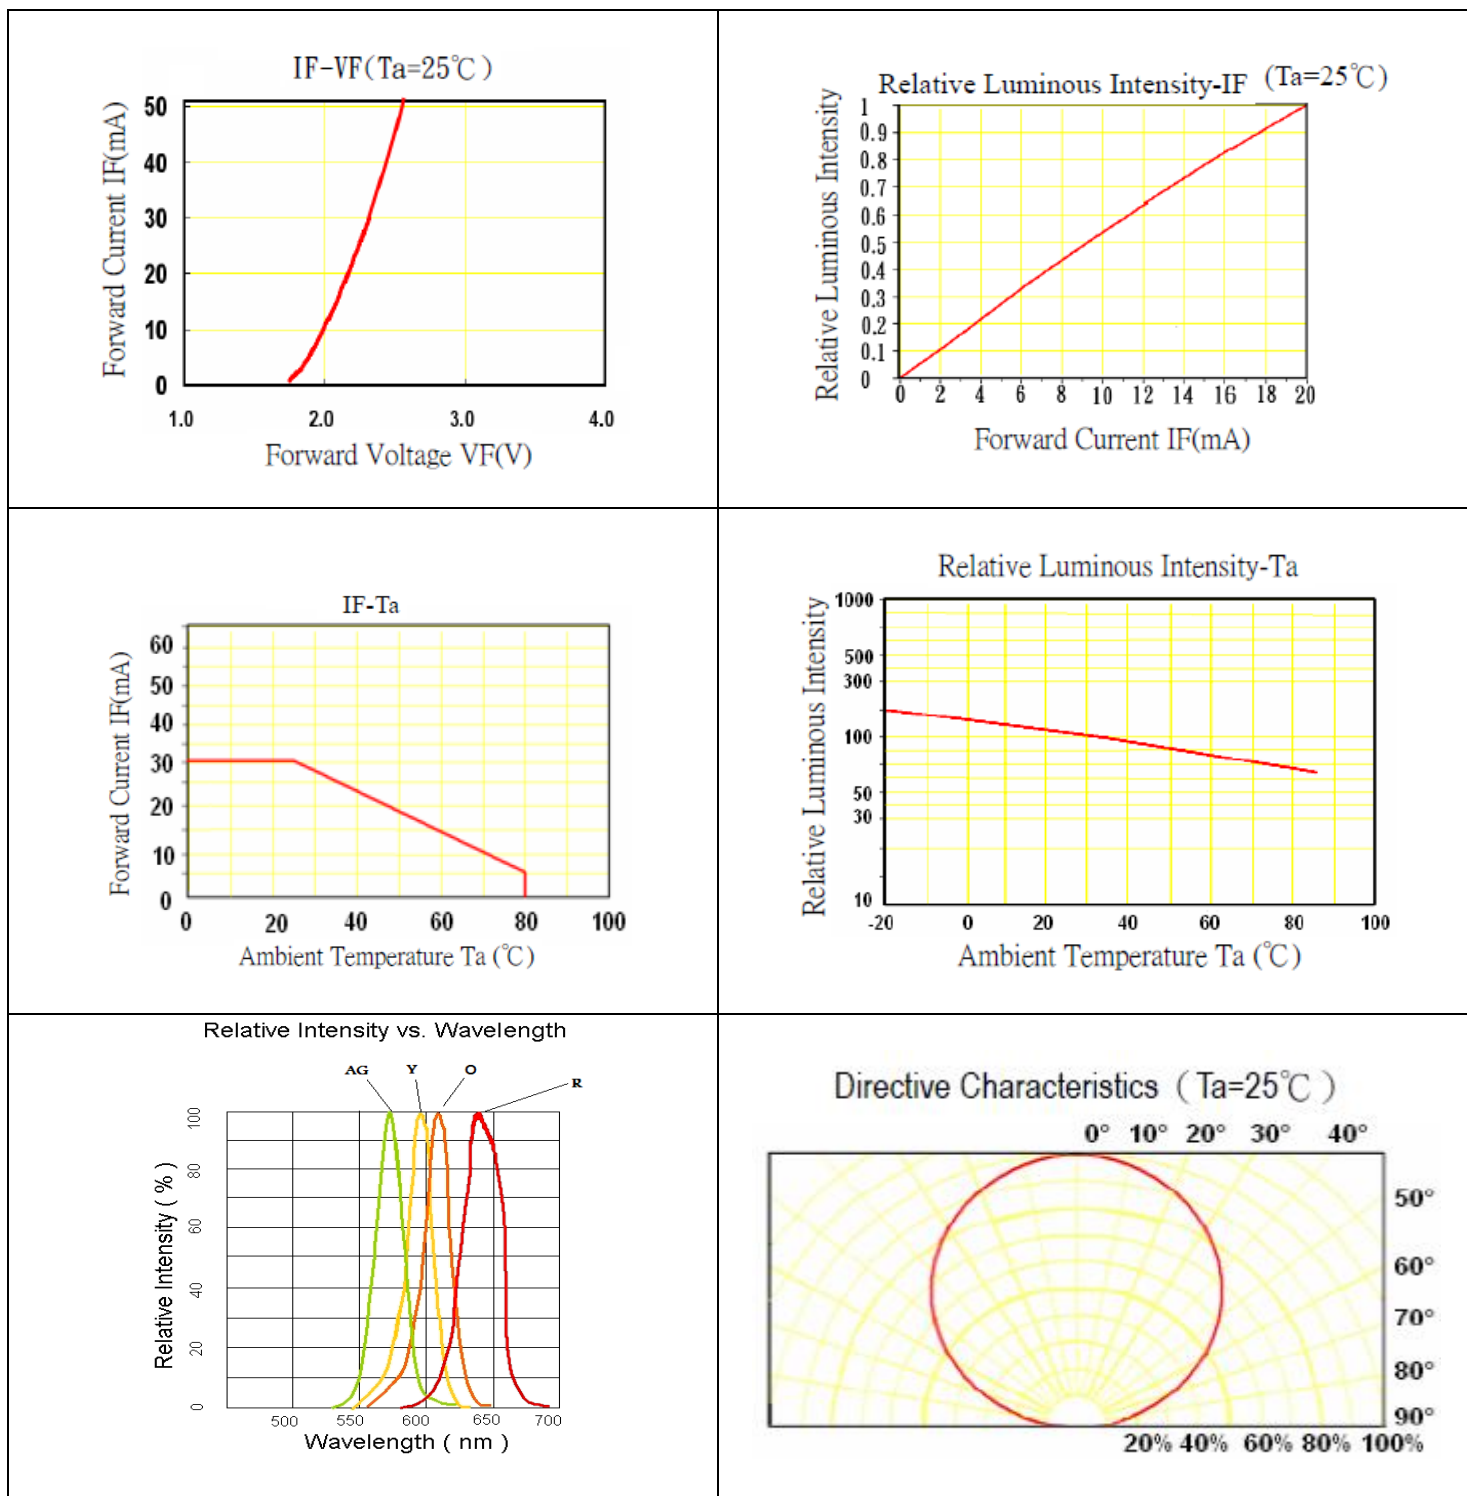 IF-VF(Ta=25℃)
Forward Current IF(mA)
50
40
30
20
10
0
1.0 2.0 3.0 4.0
Forward Voltage VF(V)
Relative Luminous Intensity-IF (Ta=25℃)
Relative Luminous Intensity
1
0.9
0.8
0.7
0.6
0.5
0.4
0.3
0.2
0.1
0
0 2 4 6 8 10 12 14 16 18 20
Forward Current IF(mA)
IF-Ta
Forward Current IF(mA)
60
50
40
30
20
10
0
0 20 40 60 80 100
Ambient Temperature Ta (℃)
Relative Luminous Intensity-Ta
Relative Luminous Intensity
1000
500
300
100
50
30
10
-20 0 20 40 60 80 100
Ambient Temperature Ta (℃)
Relative Intensity vs. Wavelength
AG Y O R
Relative Intensity ( % )
100
80
60
40
20
0
500 550 600 650 700
Wavelength ( nm )
Directive Characteristics ( Ta=25℃ )
0° 10° 20° 30° 40°
50°
60°
70°
80°
90°
20% 40% 60% 80% 100%